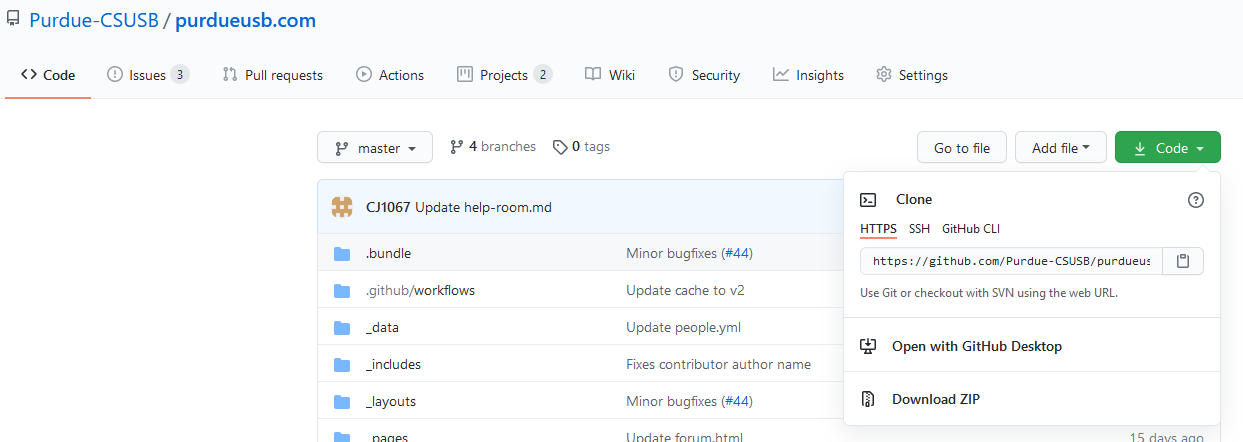 Purdue-CSUSB / purdueusb.com
Code Issues 3 Pull requests Actions Projects 2 Wiki Security Insights Settings
master 4 branches 0 tags Go to file Add file Code
CJ1067 Update help-room.md
.bundle Minor bugfixes (#44)
.github/workflows Update cache to v2
_data Update people.yml
_includes Fixes contributor author name
_layouts Minor bugfixes (#44)
_pages Update forum.html 15 days ago
Clone
HTTPS SSH GitHub CLI
https://github.com/Purdue-CSUSB/purdueus
Use Git or checkout with SVN using the web URL.
Open with GitHub Desktop
Download ZIP